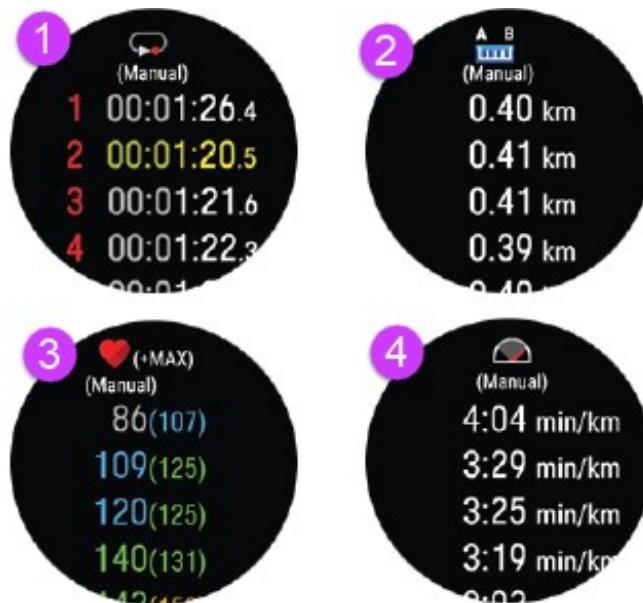 1
(Manual)
1 00:01:26.4
2 00:01:20.5
3 00:01:21.6
4 00:01:22.3
2
A B
(Manual)
0.40 km
0.41 km
0.41 km
0.39 km
3
(+MAX)
(Manual)
86(107)
109(125)
120(125)
140(131)
4
(Manual)
4:04 min/km
3:29 min/km
3:25 min/km
3:19 min/km